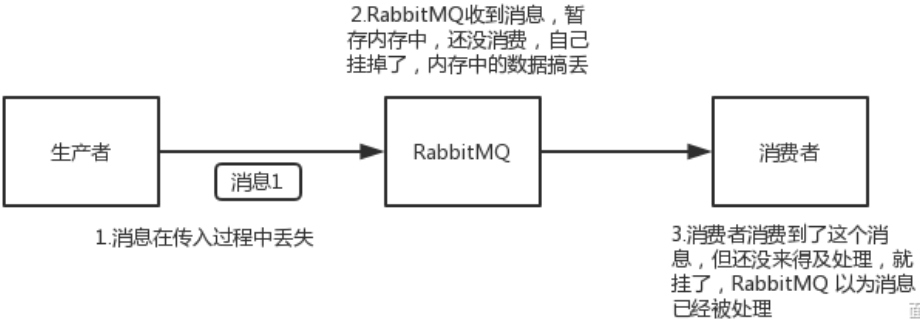 2.RabbitMQ收到消息，暂
存内存中，还没消费，自己
挂掉了，内存中的数据搞丢
生产者
RabbitMQ
消费者
消息1
1.消息在传入过程中丢失
3.消费者消费到了这个消
息，但还没来得及处理，就
挂了，RabbitMQ 以为消息
已经被处理